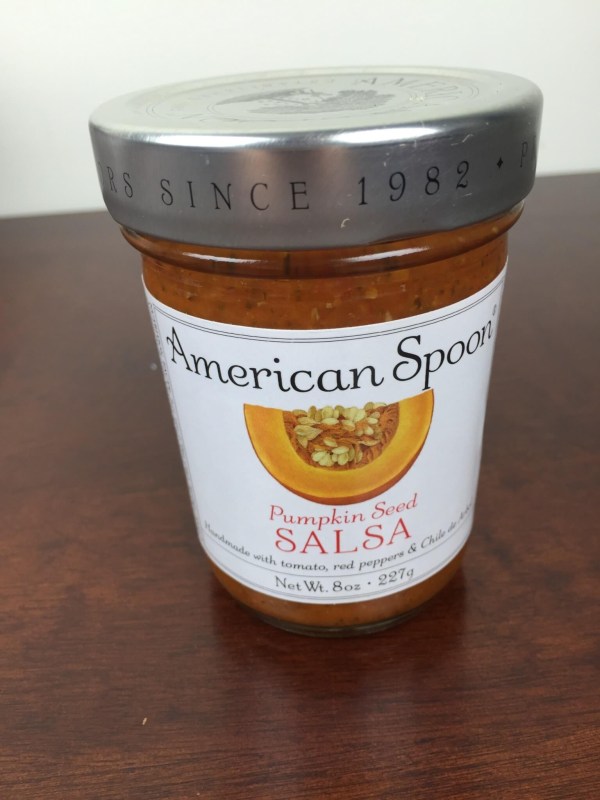 RS SINCE 1982 • P
American Spoon®
Pumpkin Seed
SALSA
Handmade with tomato, red peppers & Chile de
Net Wt. 8oz • 227g